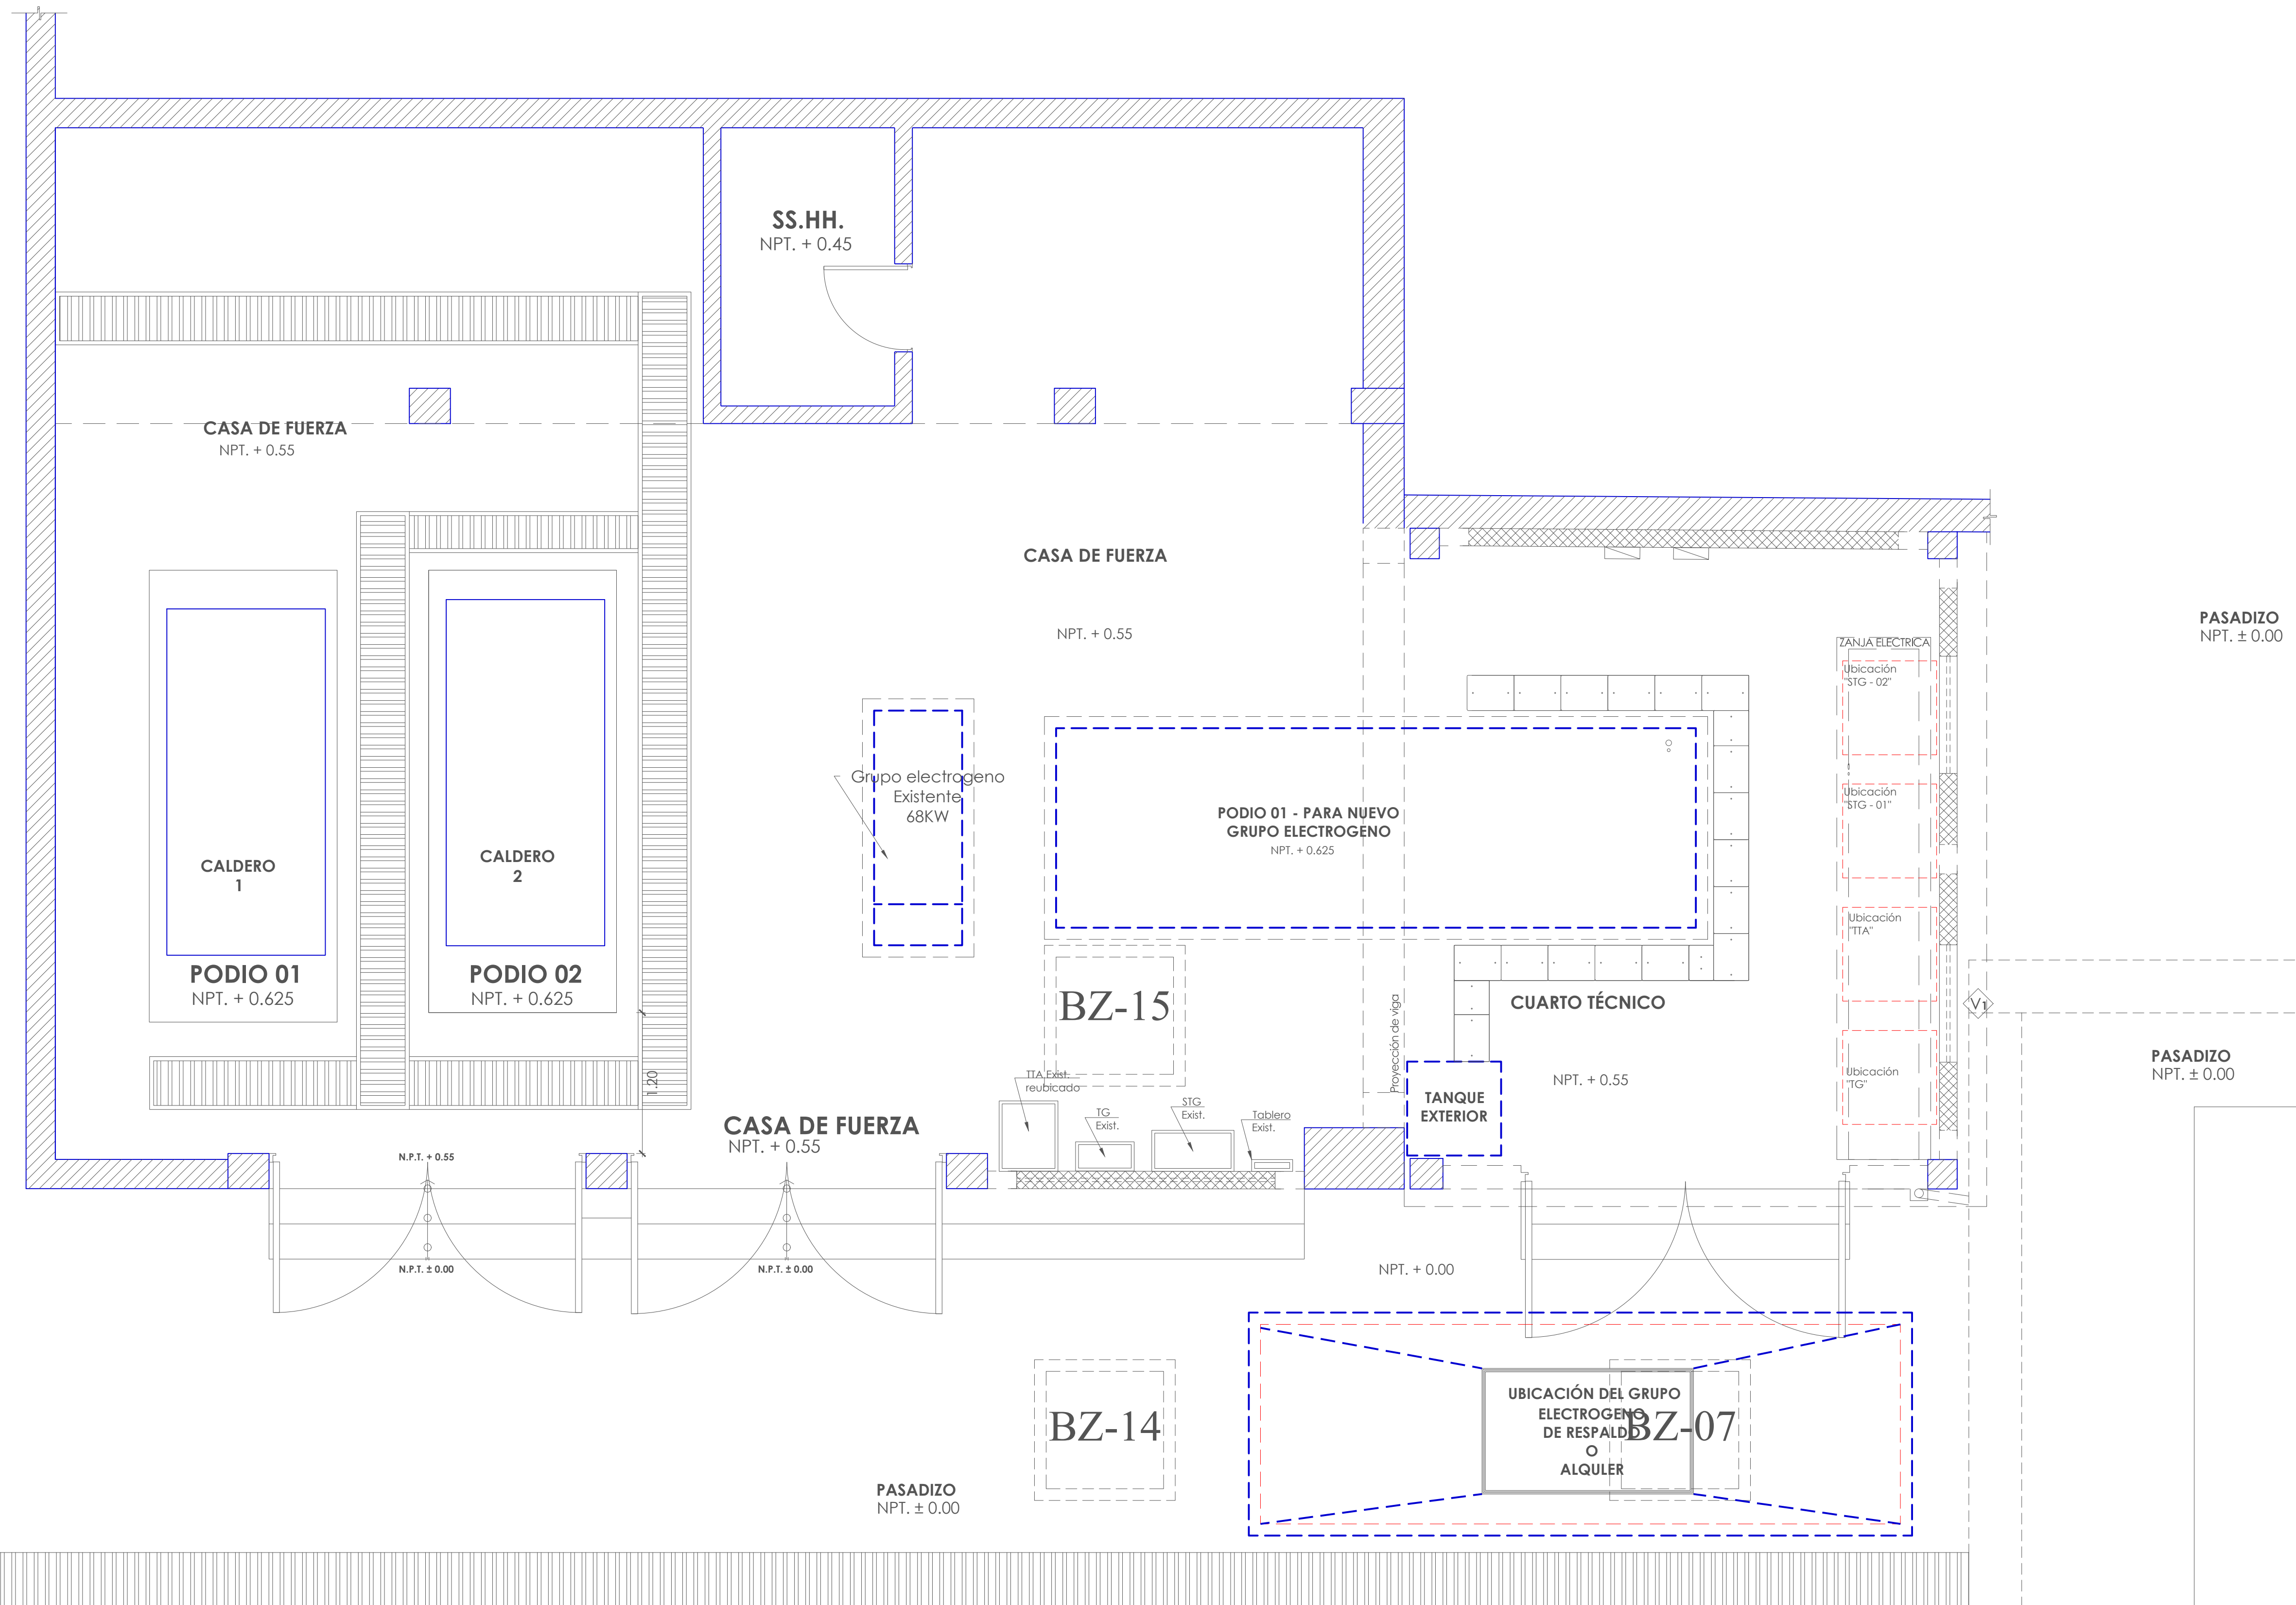 SS.HH.
NPT. + 0.45
CASA DE FUERZA
NPT. + 0.55
CASA DE FUERZA
NPT. + 0.55
PASADIZO
NPT. ± 0.00
ZANJA ELECTRICA
Ubicación
"STG - 02"
Ubicación
"STG - 01"
Ubicación
"TTA"
Ubicación
"TG"
Grupo electrogeno
Existente
68KW
PODIO 01 - PARA NUEVO
GRUPO ELECTROGENO
NPT. + 0.625
CALDERO
1
CALDERO
2
PODIO 01
NPT. + 0.625
PODIO 02
NPT. + 0.625
BZ-15
CUARTO TÉCNICO
NPT. + 0.55
V1
Proyección de viga
PASADIZO
NPT. ± 0.00
1.20
TTA Exist.
reubicado
TG
Exist.
STG
Exist.
Tablero
Exist.
TANQUE
EXTERIOR
CASA DE FUERZA
NPT. + 0.55
N.P.T. + 0.55
N.P.T. ± 0.00
N.P.T. ± 0.00
NPT. + 0.00
BZ-14
UBICACIÓN DEL GRUPO
ELECTROGENO
DE RESPALDO
O
ALQULER
BZ-07
PASADIZO
NPT. ± 0.00